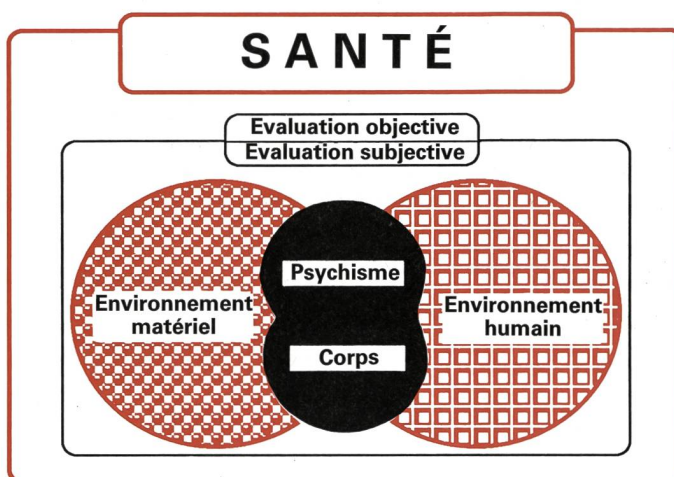 SANTÉ
Evaluation objective
Evaluation subjective
Psychisme
Environnement
matériel
Environnement
humain
Corps